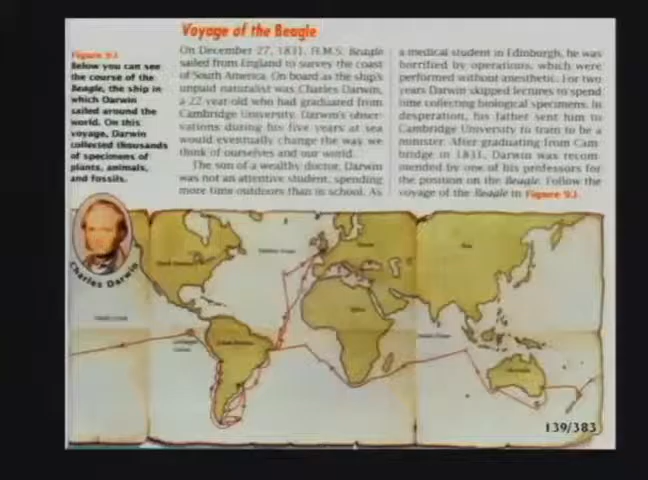 Voyage of the Beagle
Figure 9.1
Below you can see
the course of the
Beagle, the ship in
which Darwin
sailed around the
world. On this
voyage, Darwin
collected thousands
of specimens of
plants, animals,
and fossils.
On December 27, 1831, H.M.S. Beagle
sailed from England to survey the coast
of South America. On board as the ship's
unpaid naturalist was Charles Darwin,
a 22 year-old who had graduated from
Cambridge University. Darwin's obser-
vations during his five years at sea
would eventually change the way we
think of ourselves and our world.
The son of a wealthy doctor, Darwin
was not an attentive student, spending
more time outdoors than in school. As
a medical student in Edinburgh, he was
horrified by operations, which were
performed without anesthetic. For two
years Darwin skipped lectures to spend
time collecting biological specimens. In
desperation, his father sent him to
Cambridge University to train to be a
minister. After graduating from Cam-
bridge in 1831, Darwin was recom-
mended by one of his professors for
the position on the Beagle. Follow the
voyage of the Beagle in Figure 9.1.
Charles Darwin
139/383